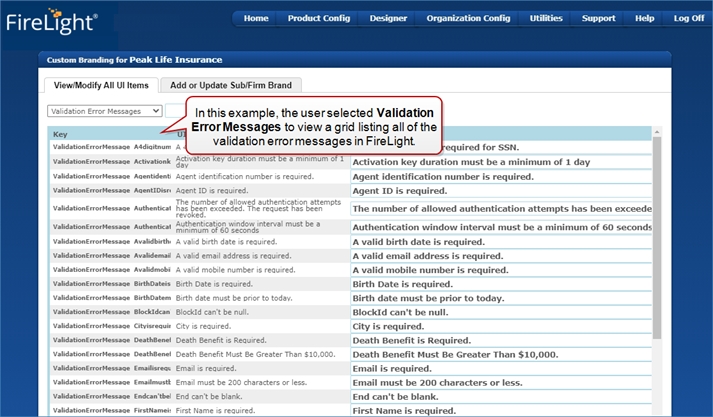 FireLight®
Home Product Config Designer Organization Config Utilities Support Help Log Off
Custom Branding for Peak Life Insurance
View/Modify All UI Items Add or Update Sub/Firm Brand
Validation Error Messages
In this example, the user selected Validation
Error Messages to view a grid listing all of the
validation error messages in FireLight.
Key
ValidationErrorMessage A4digitnum required for SSN.
ValidationErrorMessage Activationk Activation key duration must be a minimum of 1 day Activation key duration must be a minimum of 1 day
ValidationErrorMessage Agentidenti Agent identification number is required. Agent identification number is required.
ValidationErrorMessage AgentIDisre Agent ID is required. Agent ID is required.
ValidationErrorMessage Authenticat The number of allowed authentication attempts has been exceeded. The request has been revoked. The number of allowed authentication attempts has been exceede
ValidationErrorMessage Authenticat Authentication window interval must be a minimum of 60 seconds Authentication window interval must be a minimum of 60 seconds
ValidationErrorMessage Avalidbirth A valid birth date is required. A valid birth date is required.
ValidationErrorMessage Avalidemail A valid email address is required. A valid email address is required.
ValidationErrorMessage Avalidmobi A valid mobile number is required. A valid mobile number is required.
ValidationErrorMessage BirthDateis Birth Date is required. Birth Date is required.
ValidationErrorMessage BirthDatem Birth date must be prior to today. Birth date must be prior to today.
ValidationErrorMessage BlockIdcan BlockId can't be null. BlockId can't be null.
ValidationErrorMessage Cityisrequir City is required. City is required.
ValidationErrorMessage DeathBenef Death Benefit is Required. Death Benefit is Required.
ValidationErrorMessage DeathBenef Death Benefit Must Be Greater Than $10,000. Death Benefit Must Be Greater Than $10,000.
ValidationErrorMessage Emailisrequ Email is required. Email is required.
ValidationErrorMessage Emailmustb Email must be 200 characters or less. Email must be 200 characters or less.
ValidationErrorMessage Endcan'tbel End can't be blank. End can't be blank.
ValidationErrorMessage FirstNamei First Name is Required. First Name is Required.